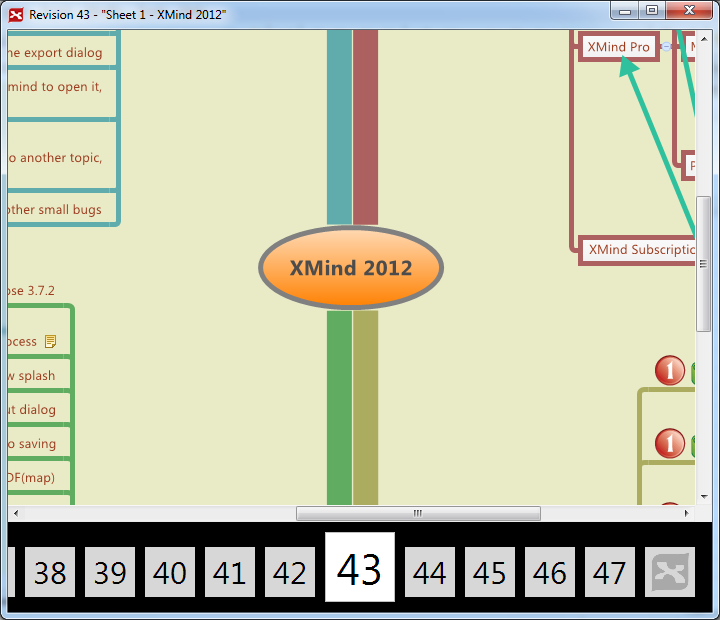 Revision 43 - "Sheet 1 - XMind 2012"
ne export dialog
mind to open it,
o another topic,
other small bugs
XMind Pro
XMind Subscriptic
XMind 2012
ose 3.7.2
ocess
w splash
ut dialog
o saving
DF(map)
1
1
38 39 40 41 42 43 44 45 46 47